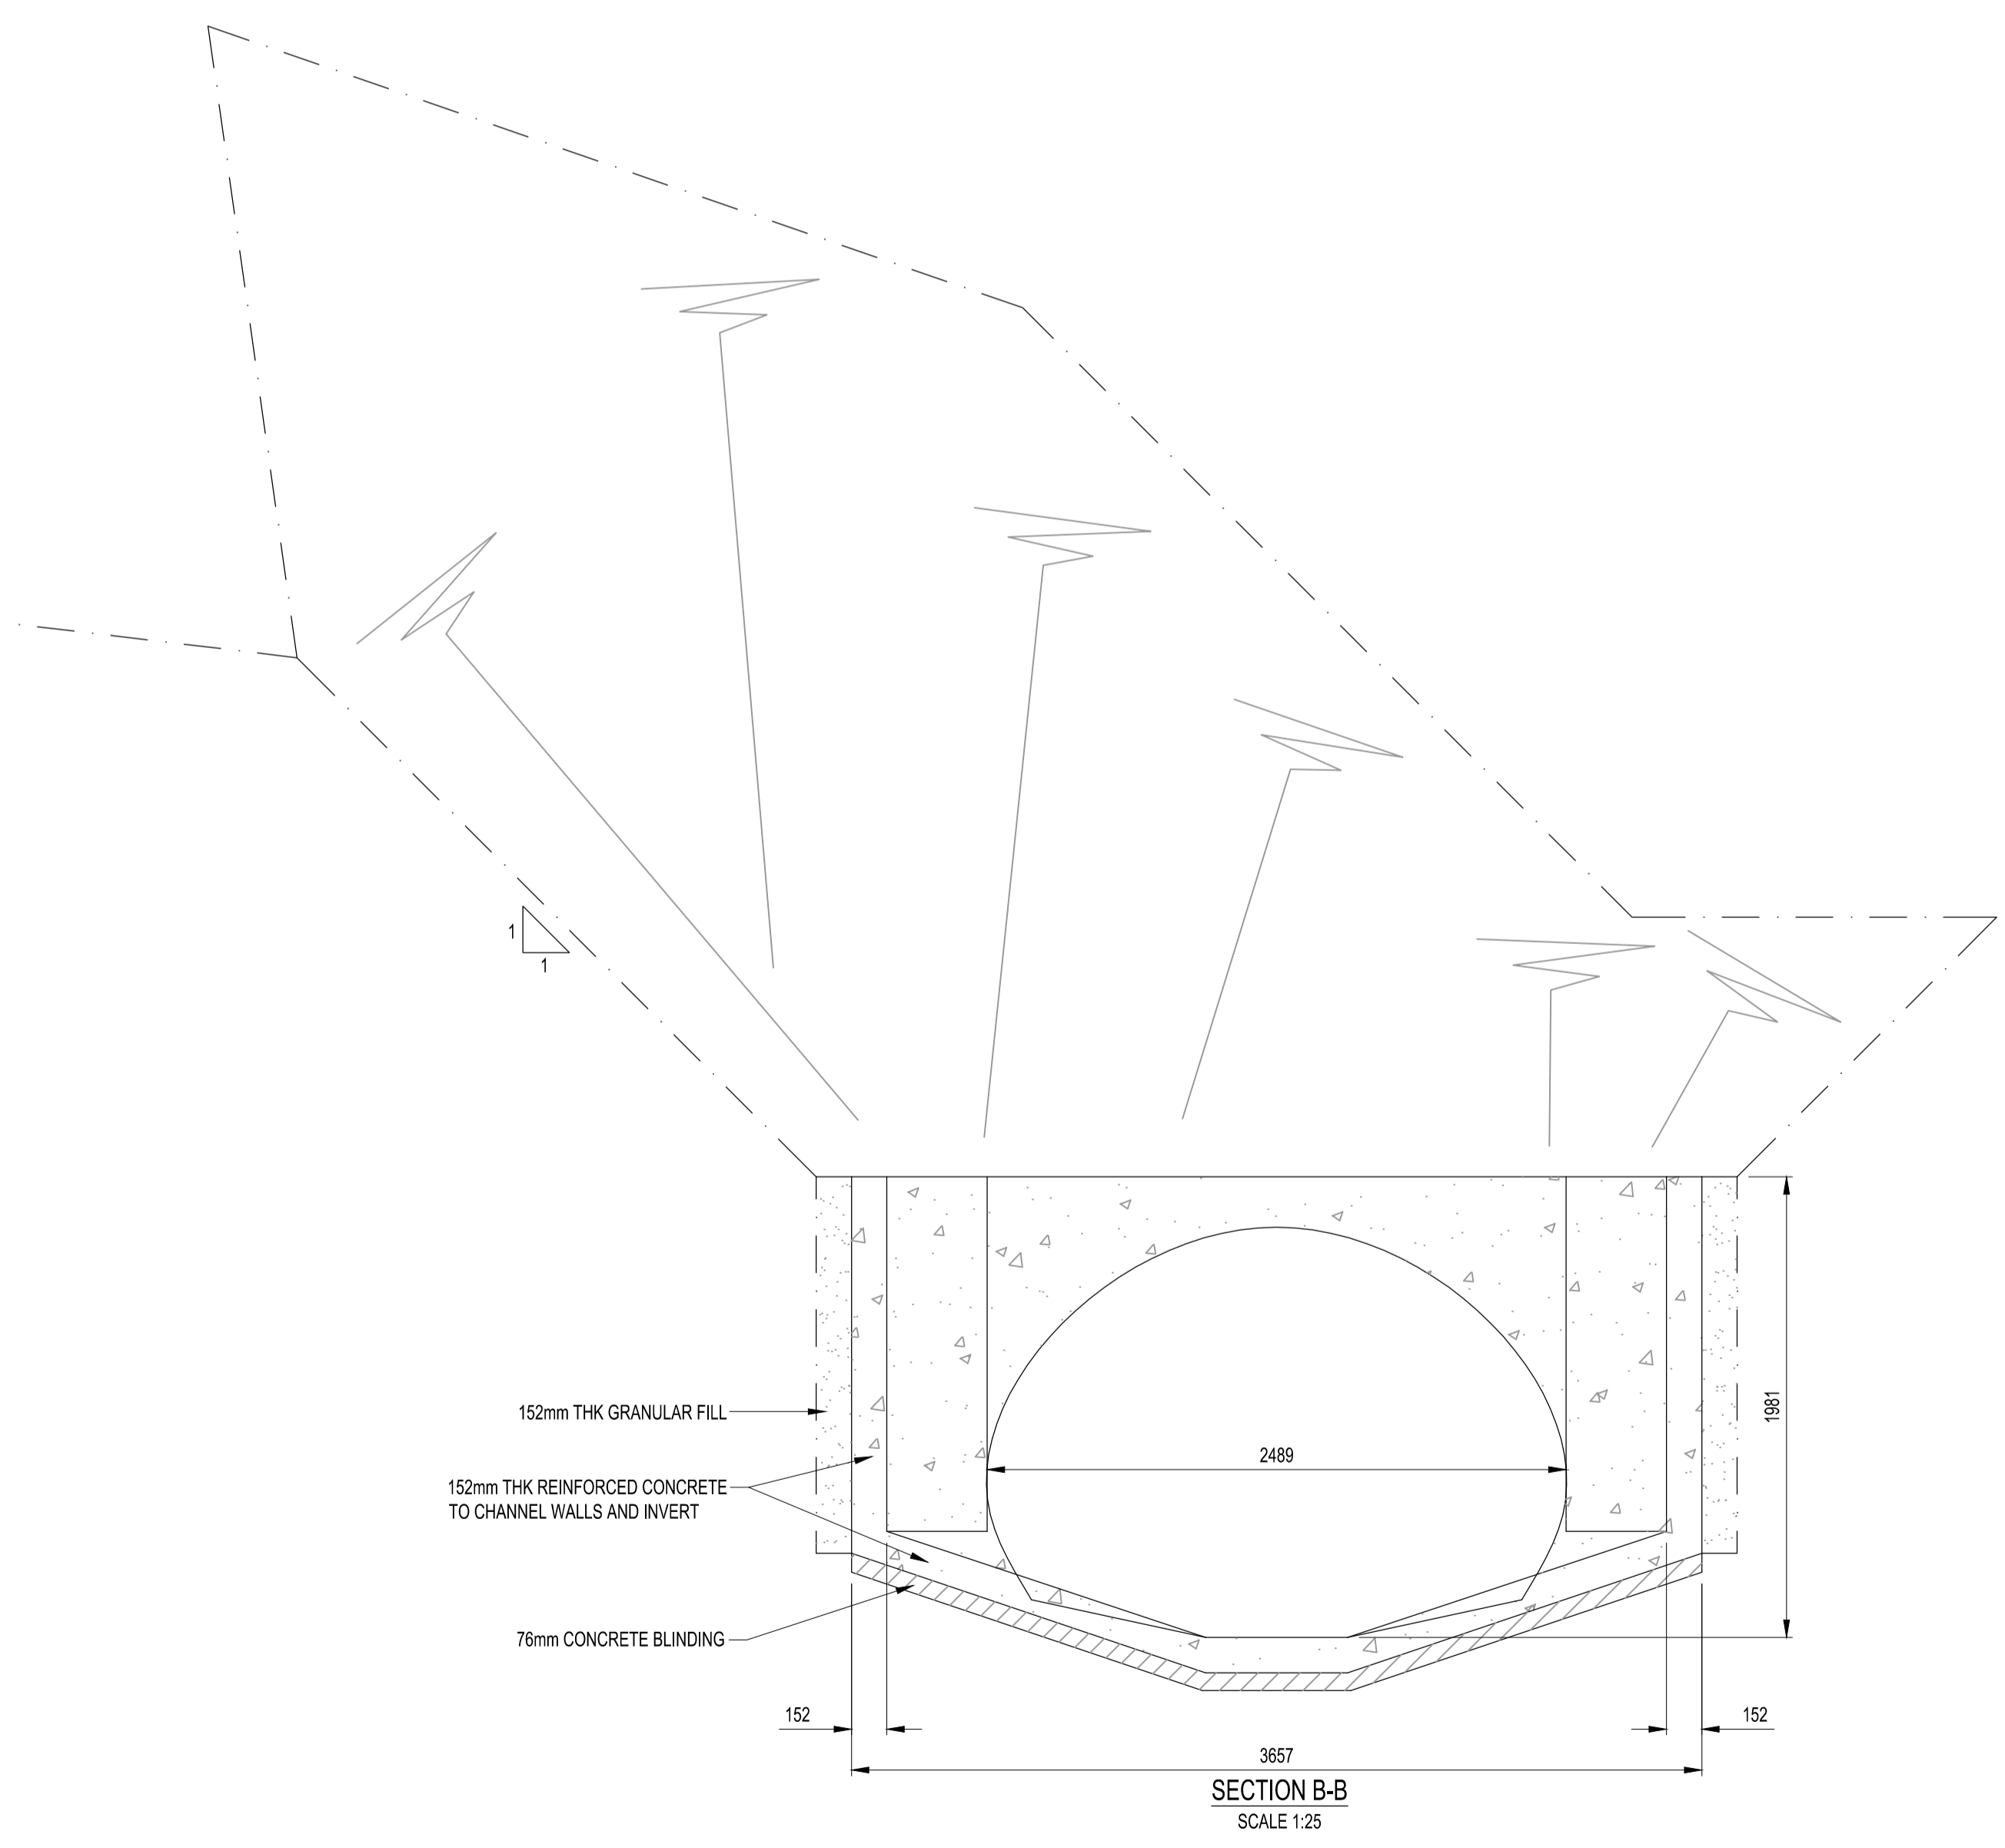 1
1
152mm THK GRANULAR FILL
1981
2489
152mm THK REINFORCED CONCRETE
TO CHANNEL WALLS AND INVERT
76mm CONCRETE BLINDING
152
152
3657
SECTION B-B
SCALE 1:25